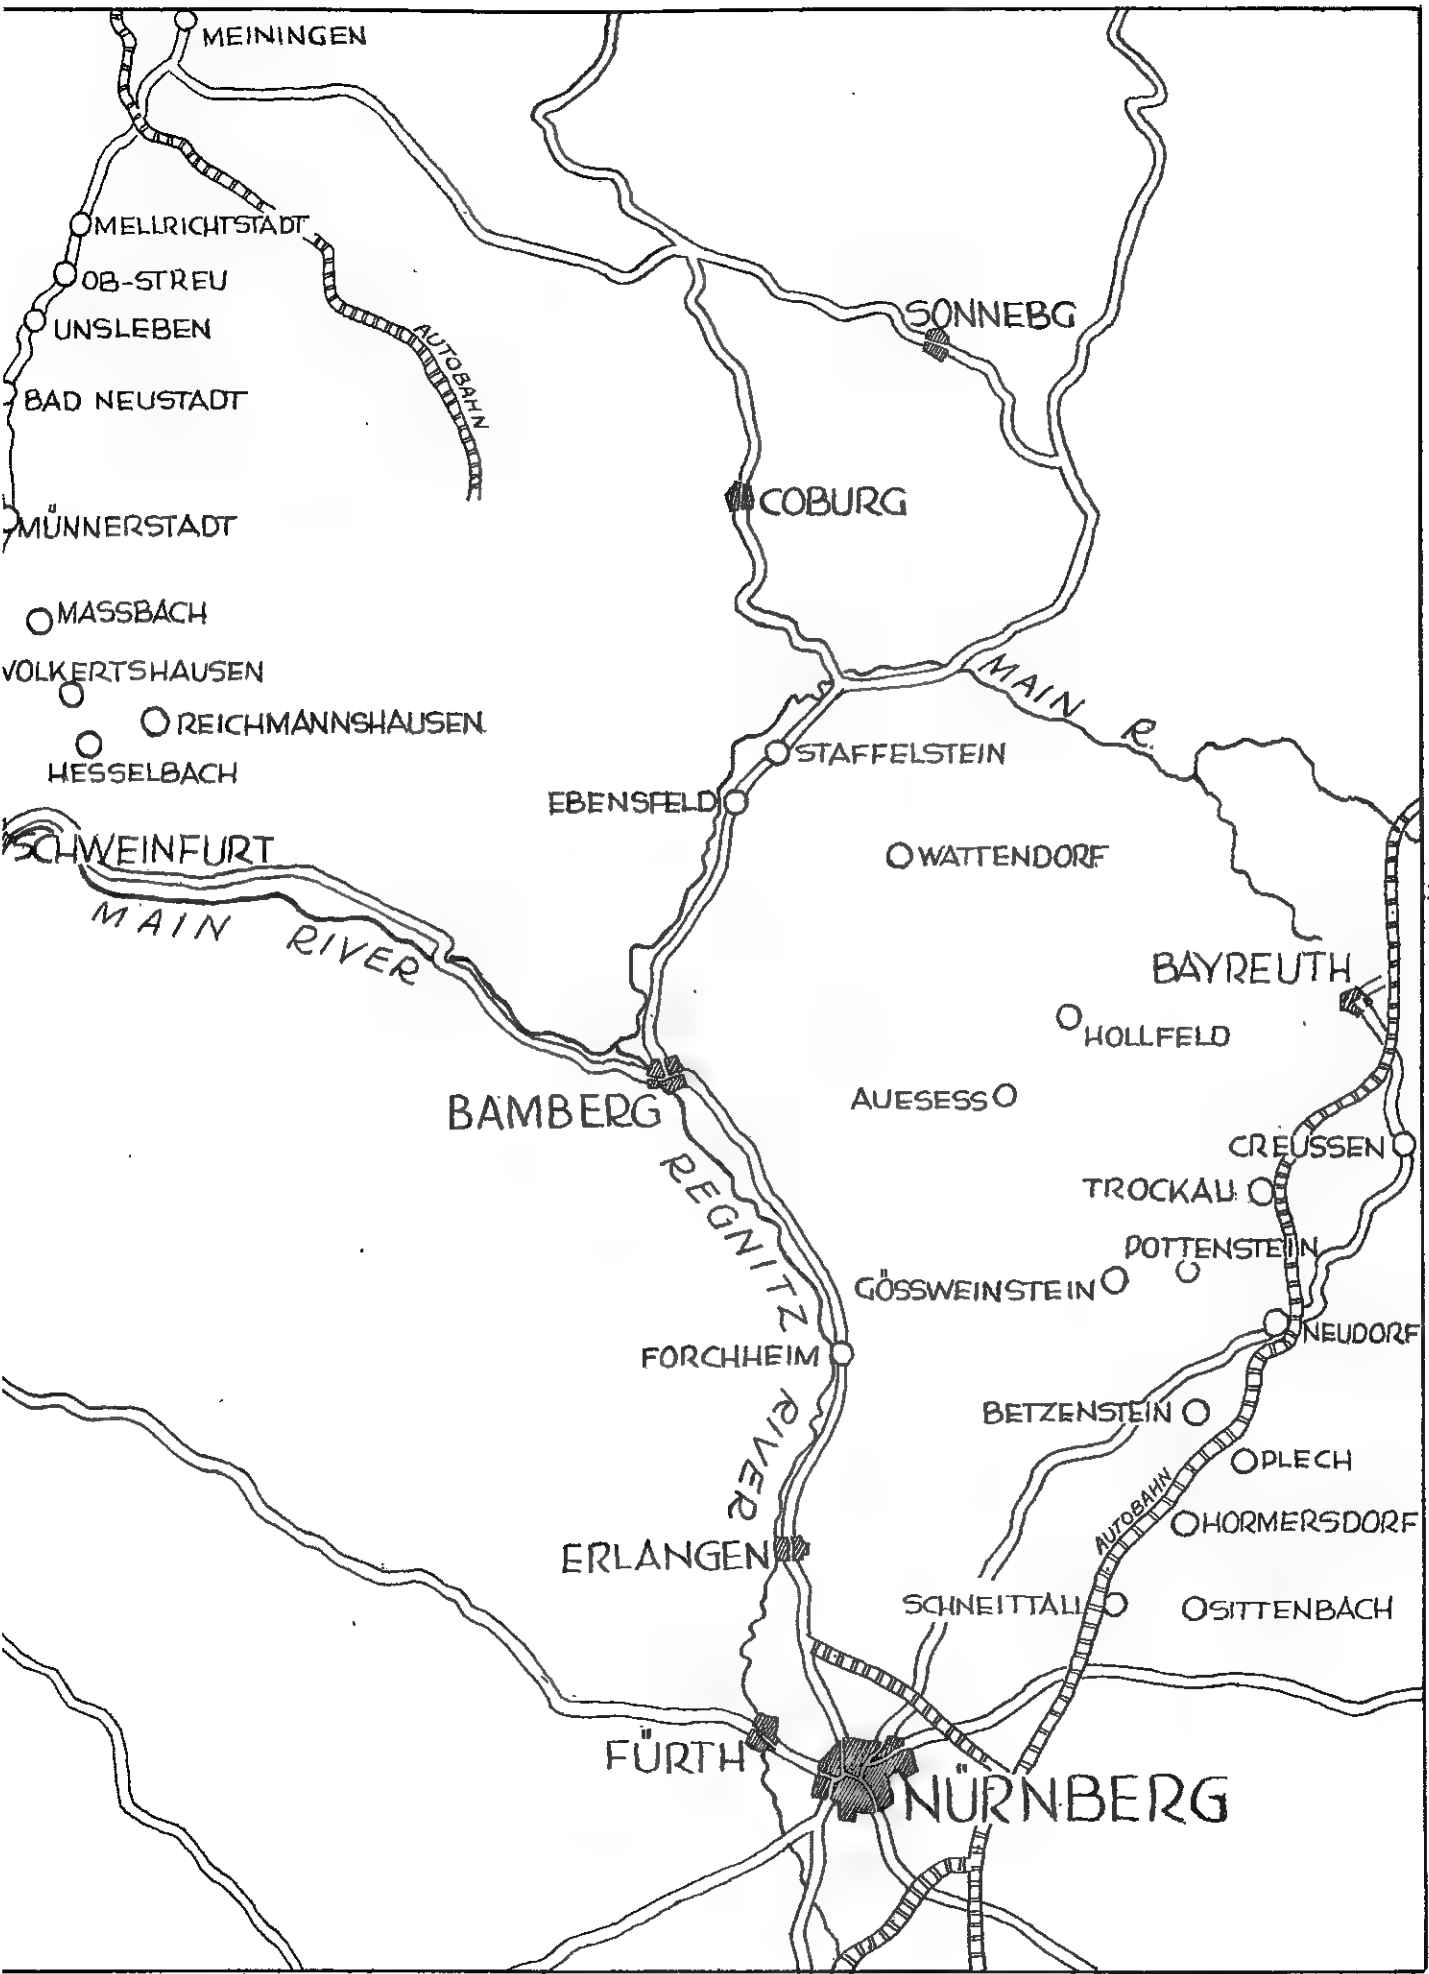 MEININGEN
MELLRICHTSTADT
OB-STREU
SONNEBG
UNSLEBEN
AUTOBAHN
BAD NEUSTADT
COBURG
MÜNNERSTADT
MASSBACH
VOLKERTSHAUSEN
MAIN R.
REICHMANNSHAUSEN
STAFFELSTEIN
HESSELBACH
EBENSFELD
SCHWEINFURT
WATTENDORF
MAIN RIVER
BAYREUTH
HOLLFELD
AUESESS
BAMBERG
CREUSSEN
TROCKAU
REGNITZ RIVER
POTTENSTEIN
GÖSSWEINSTEIN
NEUDORF
FORCHHEIM
BETZENSTEIN
PLECH
AUTOBAHN
HORMERSDORF
ERLANGEN
SCHNEITTALL
SITTENBACH
FÜRTH
NÜRNBERG